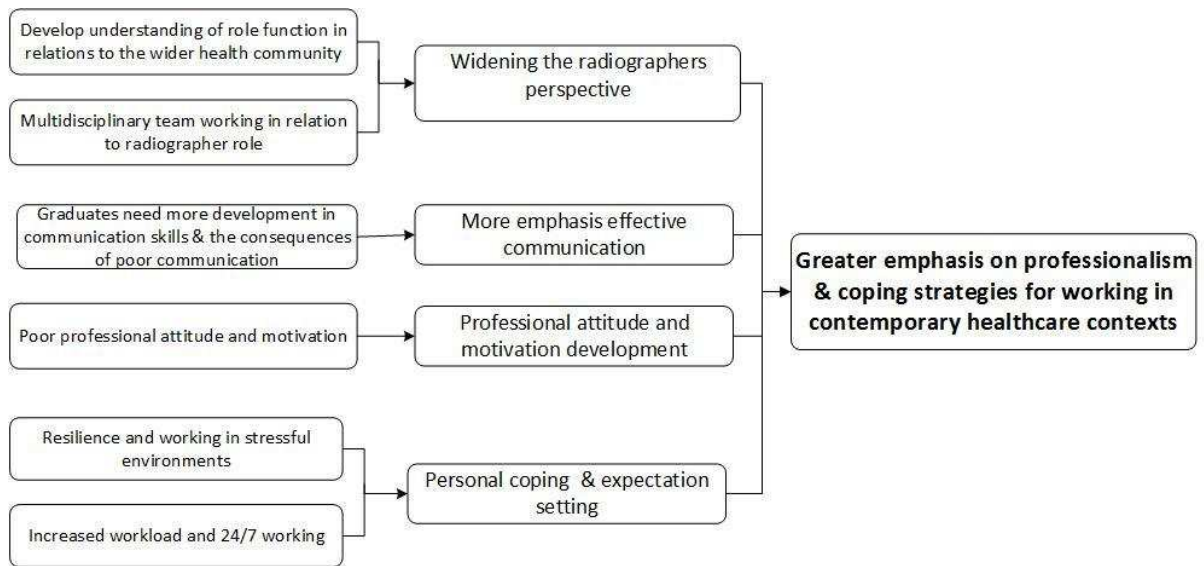 Develop understanding of role function in
relations to the wider health community
Multidisciplinary team working in relation
to radiographer role
Widening the radiographers
perspective
Graduates need more development in
communication skills & the consequences
of poor communication
More emphasis effective
communication
Poor professional attitude and motivation
Professional attitude and
motivation development
Resilience and working in stressful
environments
Increased workload and 24/7 working
Personal coping & expectation
setting
Greater emphasis on professionalism
& coping strategies for working in
contemporary healthcare contexts